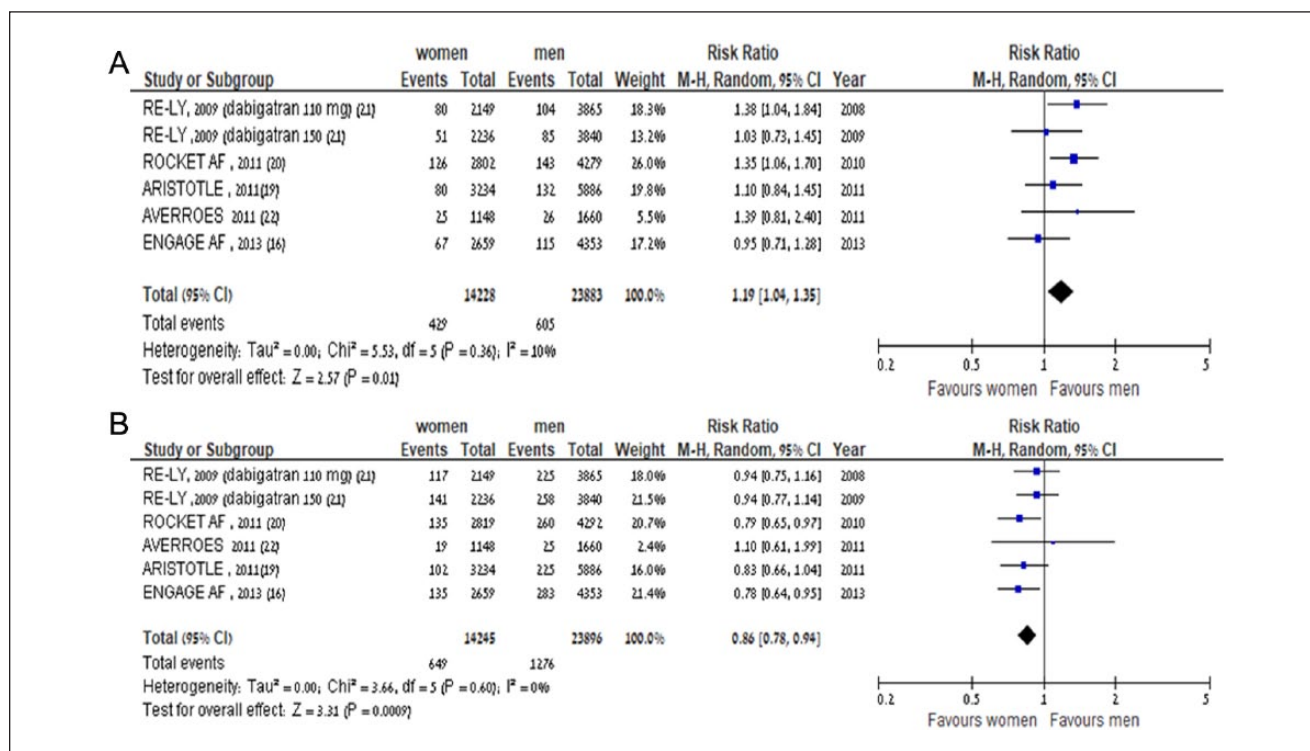 A
women men Risk Ratio Risk Ratio
Study or Subgroup Events Total Events Total Weight M-H, Random, 95% CI Year M-H, Random, 95% CI
RE-LY, 2009 (dabigatran 110 mg) (21) 80 2149 104 3865 18.3% 1.38 [1.04, 1.84] 2008
RE-LY ,2009 (dabigatran 150 (21) 51 2236 85 3840 13.2% 1.03 [0.73, 1.45] 2009
ROCKET AF , 2011 (20) 126 2802 143 4279 26.0% 1.35 [1.06, 1.70] 2010
ARISTOTLE , 2011(19) 80 3234 132 5886 19.8% 1.10 [0.84, 1.45] 2011
AVERROES 2011 (22) 25 1148 26 1660 5.5% 1.39 [0.81, 2.40] 2011
ENGAGE AF , 2013 (16) 67 2659 115 4353 17.2% 0.95 [0.71, 1.28] 2013
Total (95% CI) 14228 23883 100.0% 1.19 [1.04, 1.35]
Total events 429 605
Heterogeneity: Tau² = 0.00; Chi² = 5.53, df = 5 (P = 0.36); I² = 10%
Test for overall effect: Z = 2.57 (P = 0.01)
0.2 0.5 1 2 5
Favours women Favours men
B
women men Risk Ratio Risk Ratio
Study or Subgroup Events Total Events Total Weight M-H, Random, 95% CI Year M-H, Random, 95% CI
RE-LY, 2009 (dabigatran 110 mg) (21) 117 2149 225 3865 18.0% 0.94 [0.75, 1.16] 2008
RE-LY ,2009 (dabigatran 150 (21) 141 2236 258 3840 21.5% 0.94 [0.77, 1.14] 2009
ROCKET AF , 2011 (20) 135 2819 260 4292 20.7% 0.79 [0.65, 0.97] 2010
AVERROES 2011 (22) 19 1148 25 1660 2.4% 1.10 [0.61, 1.99] 2011
ARISTOTLE , 2011(19) 102 3234 225 5886 16.0% 0.83 [0.66, 1.04] 2011
ENGAGE AF , 2013 (16) 135 2659 283 4353 21.4% 0.78 [0.64, 0.95] 2013
Total (95% CI) 14245 23896 100.0% 0.86 [0.78, 0.94]
Total events 649 1276
Heterogeneity: Tau² = 0.00; Chi² = 3.66, df = 5 (P = 0.60); I² = 0%
Test for overall effect: Z = 3.31 (P = 0.0009)
0.2 0.5 1 2 5
Favours women Favours men